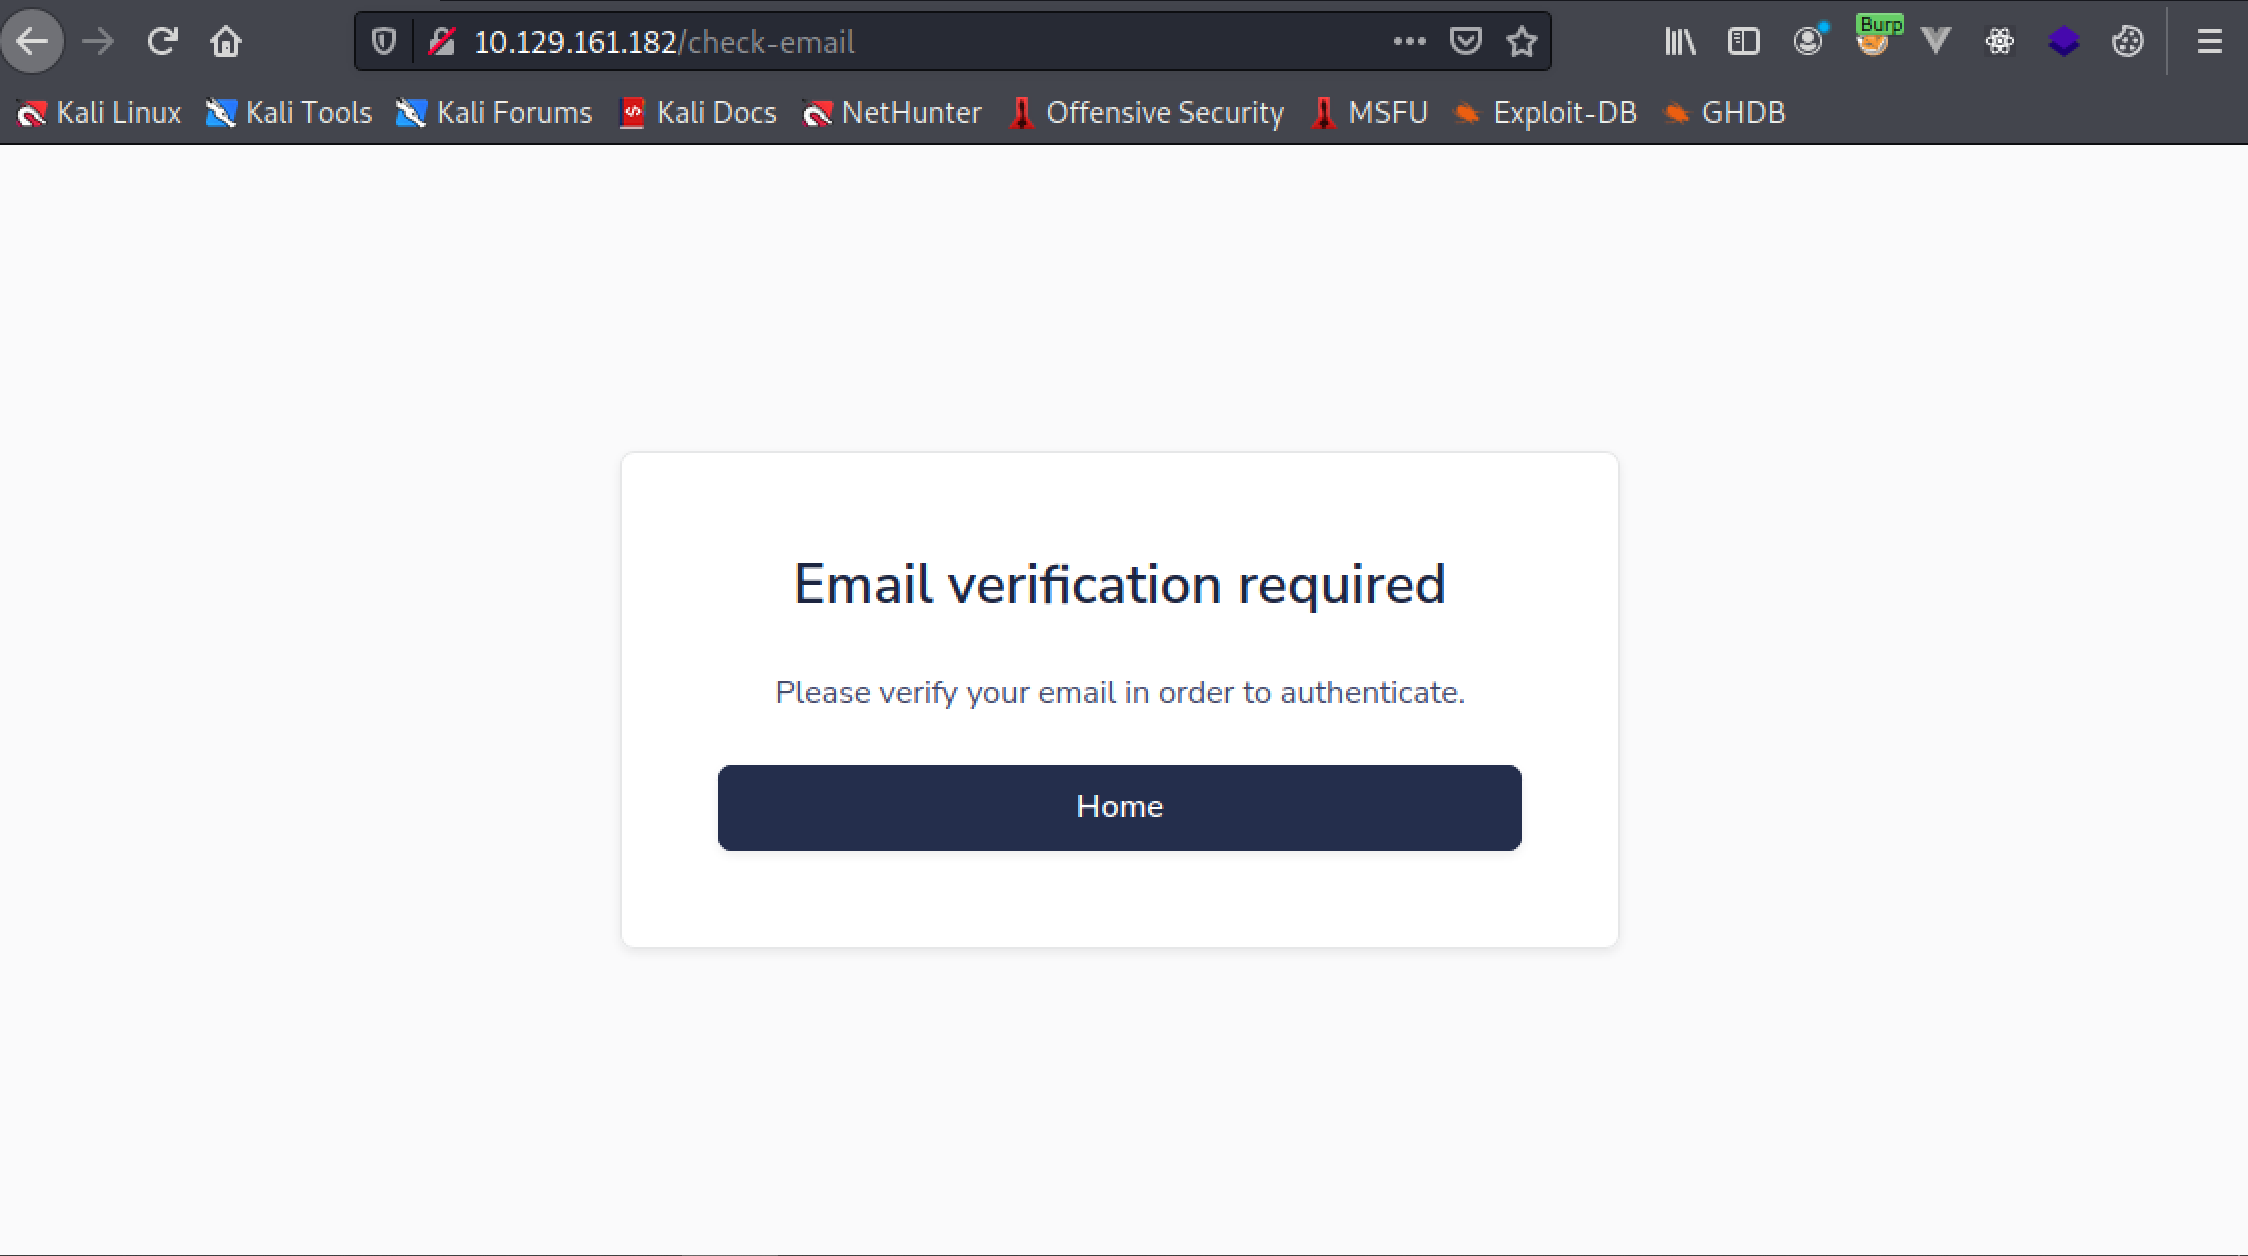 Burp
10.129.161.182/check-email
Kali Linux Kali Tools Kali Forums Kali Docs NetHunter Offensive Security MSFU Exploit-DB GHDB
Email verification required
Please verify your email in order to authenticate.
Home